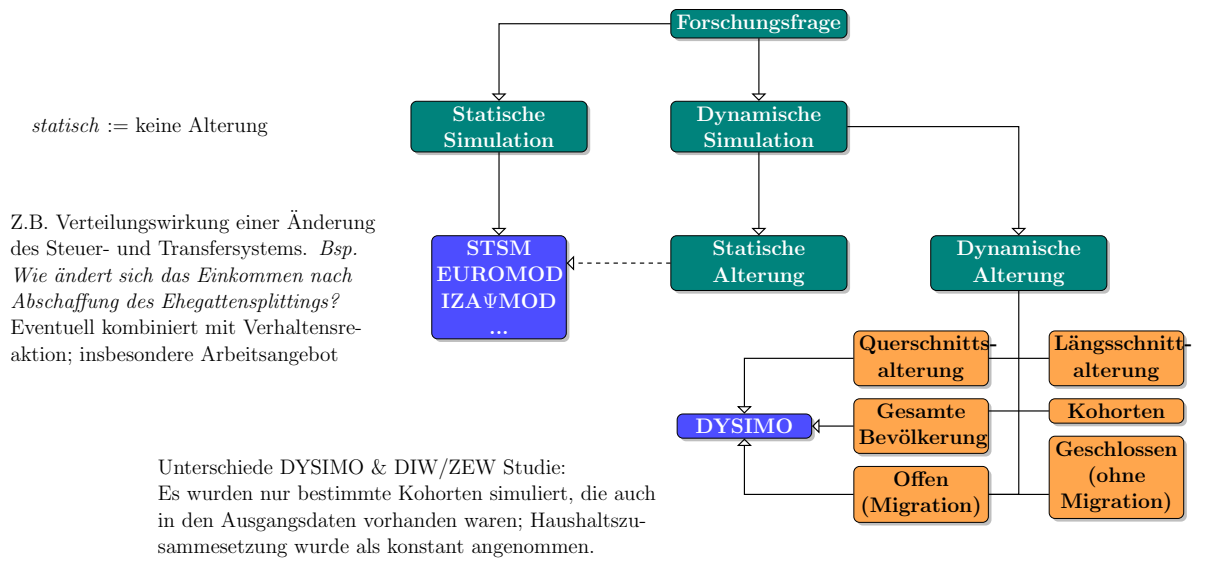 Forschungsfrage
statisch := keine Alterung
Statische
Simulation
Dynamische
Simulation
Z.B. Verteilungswirkung einer Änderung
des Steuer- und Transfersystems. Bsp.
Wie ändert sich das Einkommen nach
Abschaffung des Ehegattensplittings?
Eventuell kombiniert mit Verhaltensre-
aktion; insbesondere Arbeitsangebot
STSM
EUROMOD
IZAΨMOD
...
Statische
Alterung
Dynamische
Alterung
Querschnitts-
alterung
Längsschnitt-
alterung
DYSIMO
Gesamte
Bevölkerung
Kohorten
Offen
(Migration)
Geschlossen
(ohne
Migration)
Unterschiede DYSIMO & DIW/ZEW Studie:
Es wurden nur bestimmte Kohorten simuliert, die auch
in den Ausgangsdaten vorhanden waren; Haushaltszu-
sammesetzung wurde als konstant angenommen.